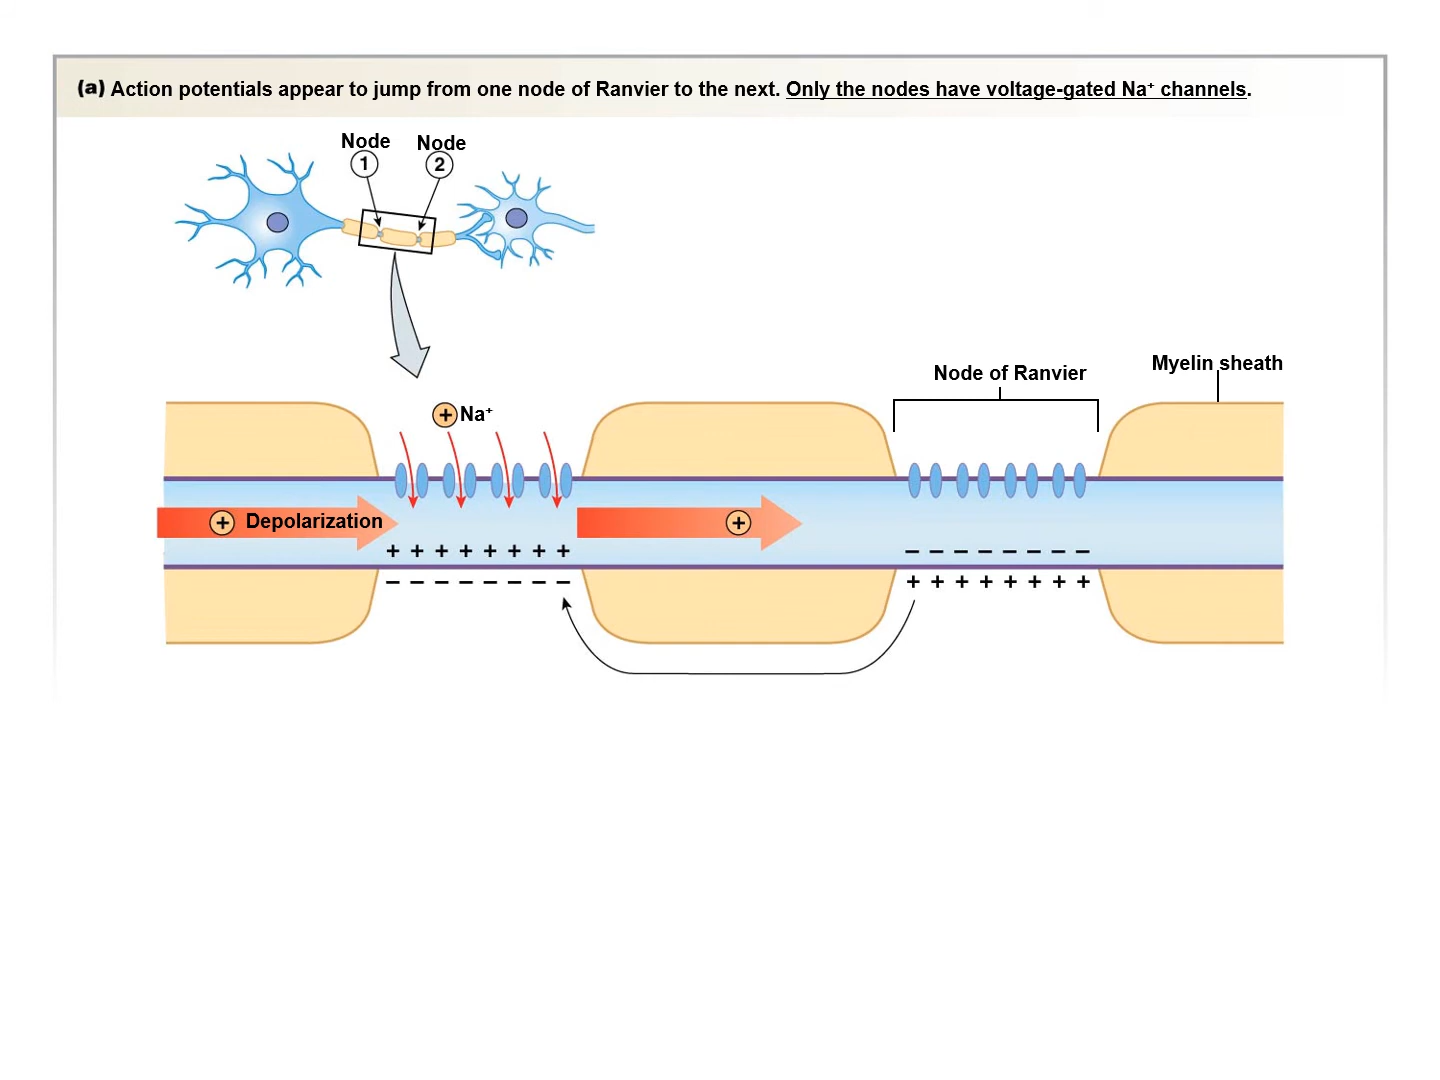 (a) Action potentials appear to jump from one node of Ranvier to the next. Only the nodes have voltage-gated Na⁺ channels.
Node Node
1 2
Node of Ranvier
Myelin sheath
+ Na⁺
+ Depolarization
+
+ + + + + + + +
– – – – – – – –
– – – – – – – –
+ + + + + + + +